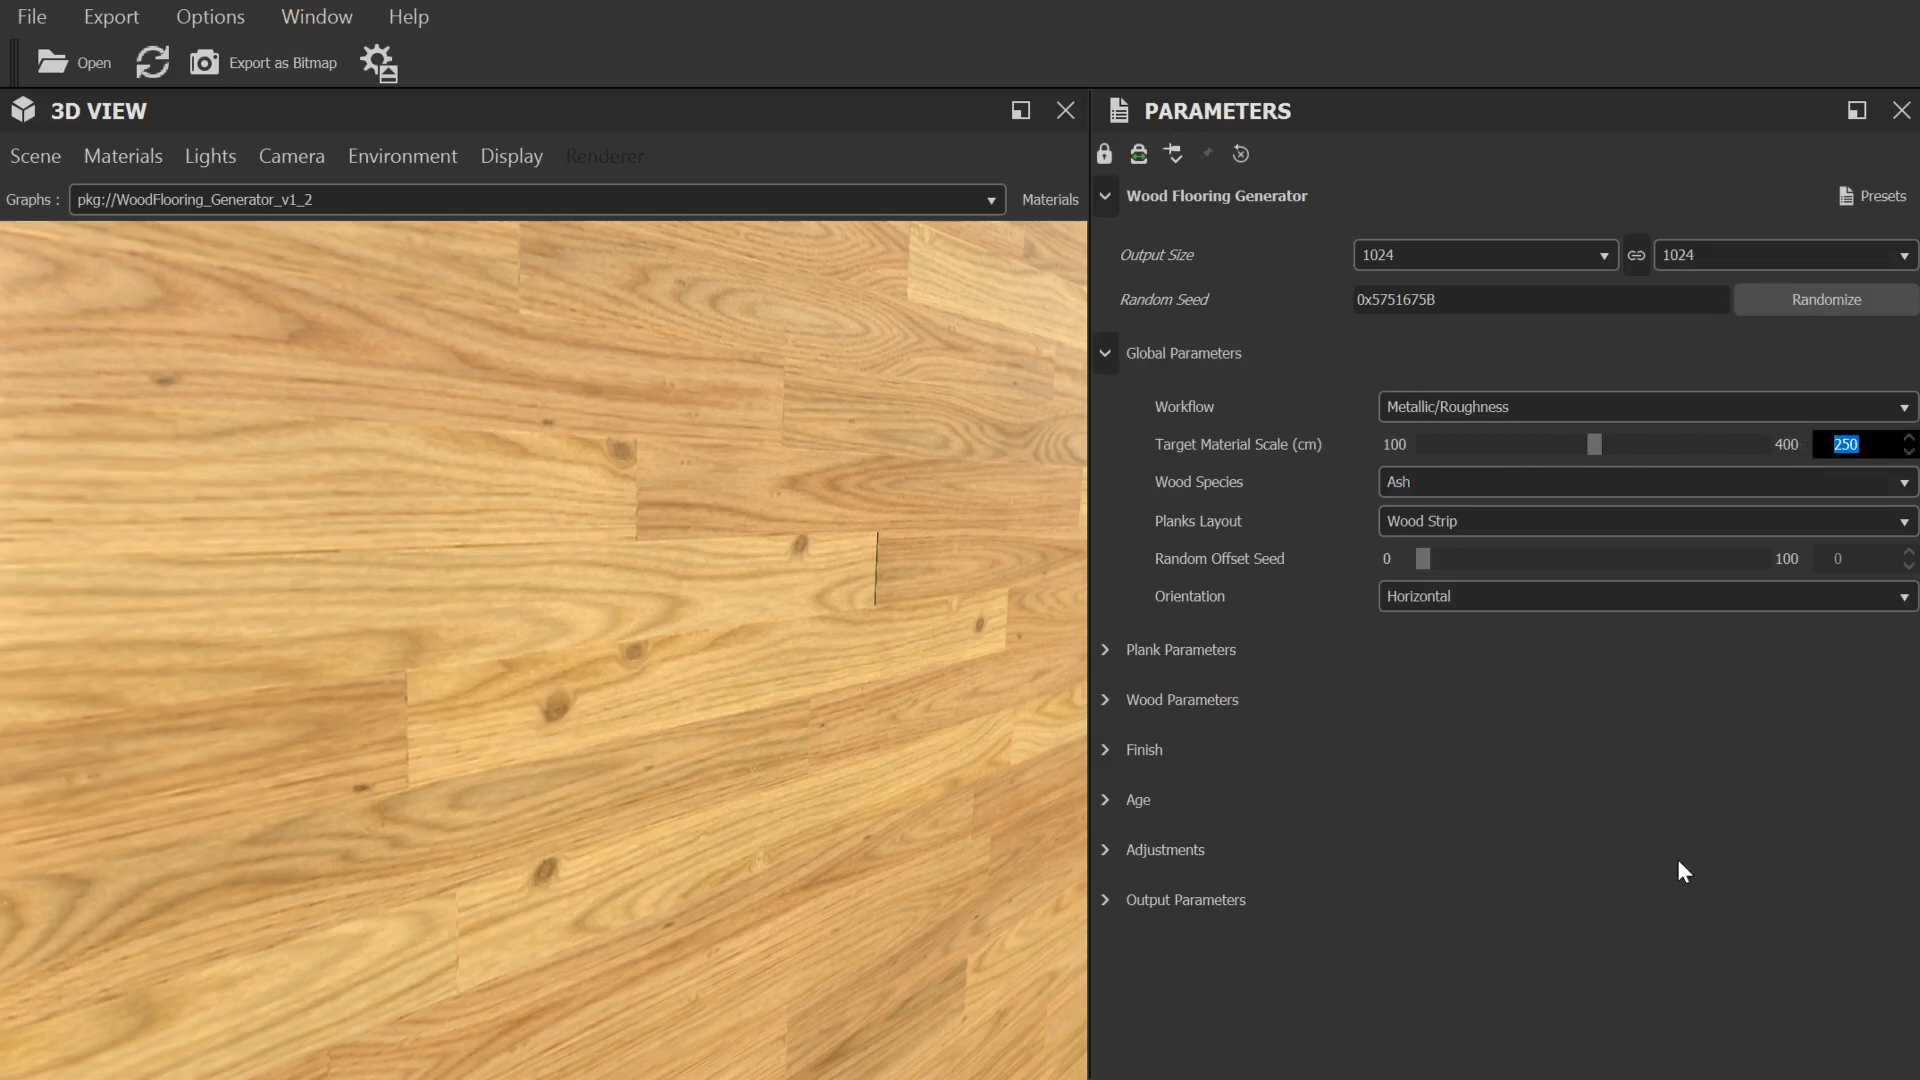 File Export Options Window Help
Open Export as Bitmap
3D VIEW
Scene Materials Lights Camera Environment Display Renderer
Graphs : pkg://WoodFlooring_Generator_v1_2 Materials
PARAMETERS
Wood Flooring Generator Presets
Output Size 1024 1024
Random Seed 0x5751675B Randomize
Global Parameters
Workflow Metallic/Roughness
Target Material Scale (cm) 100 400 250
Wood Species Ash
Planks Layout Wood Strip
Random Offset Seed 0 100 0
Orientation Horizontal
Plank Parameters
Wood Parameters
Finish
Age
Adjustments
Output Parameters